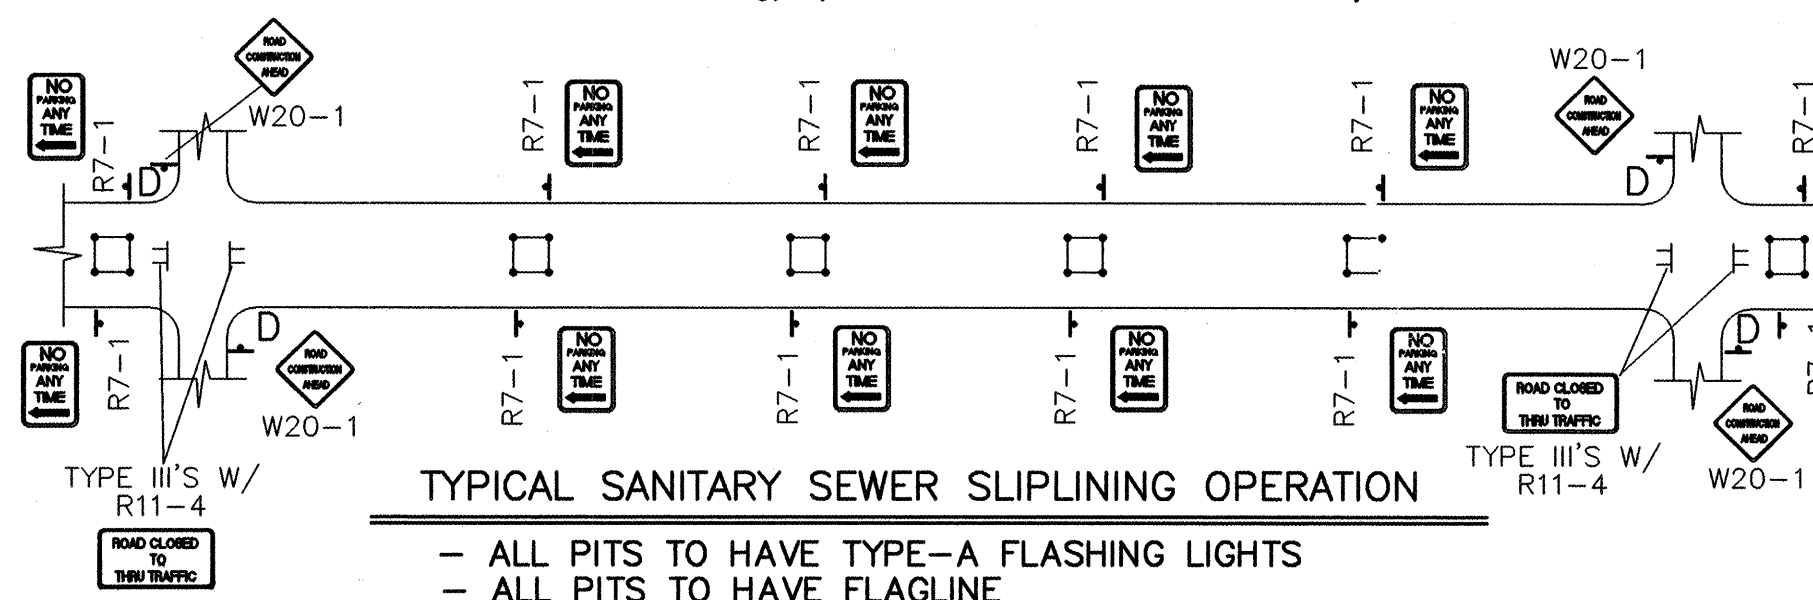 ROAD
CONSTRUCTION
AHEAD
W20-1
NO
PARKING
ANY
TIME
R7-1
D
R7-1
NO
PARKING
ANY
TIME
R7-1
NO
PARKING
ANY
TIME
R7-1
NO
PARKING
ANY
TIME
R7-1
NO
PARKING
ANY
TIME
W20-1
ROAD
CONSTRUCTION
AHEAD
D
R7-1
NO
PARKING
ANY
TIME
R7-1
D
ROAD
CONSTRUCTION
AHEAD
W20-1
R7-1
NO
PARKING
ANY
TIME
R7-1
NO
PARKING
ANY
TIME
R7-1
NO
PARKING
ANY
TIME
R7-1
NO
PARKING
ANY
TIME
D
ROAD CLOSED
TO
THRU TRAFFIC
TYPE III'S W/
R11-4
ROAD
CONSTRUCTION
AHEAD
W20-1
TYPE III'S W/
R11-4
ROAD CLOSED
TO
THRU TRAFFIC
TYPICAL SANITARY SEWER SLIPLINING OPERATION
- ALL PITS TO HAVE TYPE-A FLASHING LIGHTS
- ALL PITS TO HAVE FLAGLINE